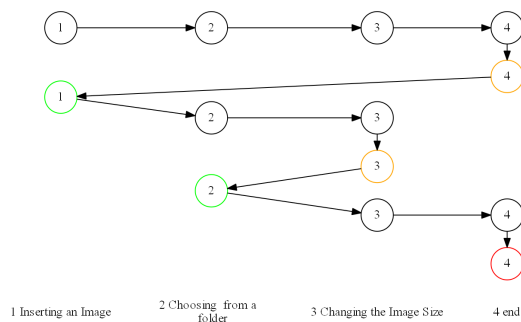 1 2 3 4
4
1
2 3
3
2
3 4
4
1 Inserting an Image
2 Choosing from a
folder
3 Changing the Image Size
4 end